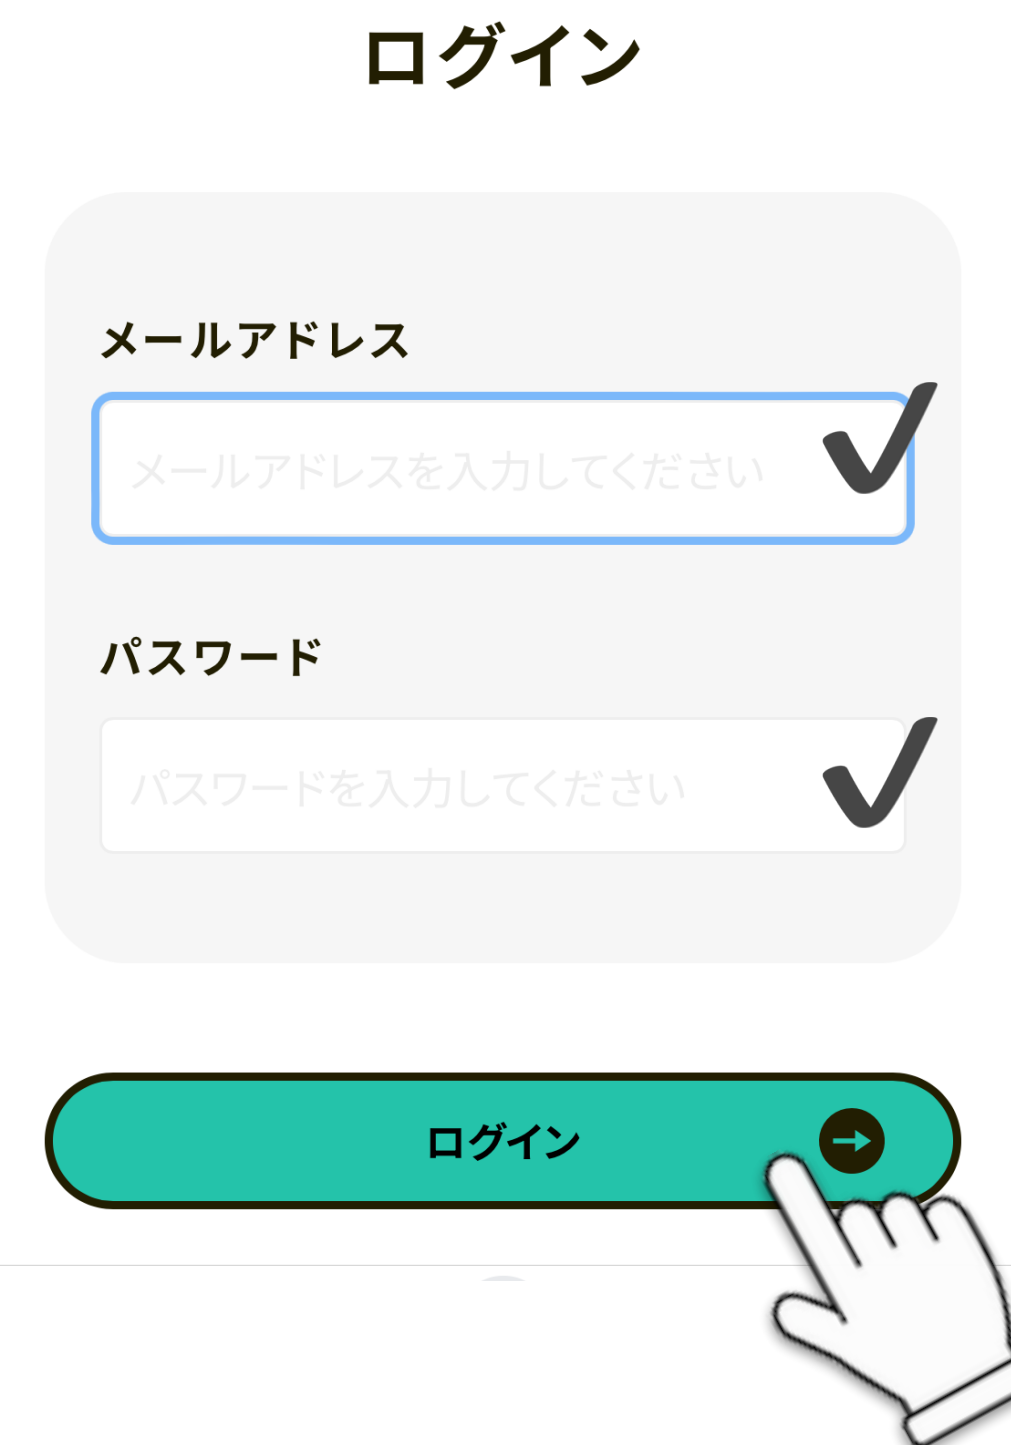 ログイン
メールアドレス
メールアドレスを入力してください
パスワード
パスワードを入力してください
ログイン